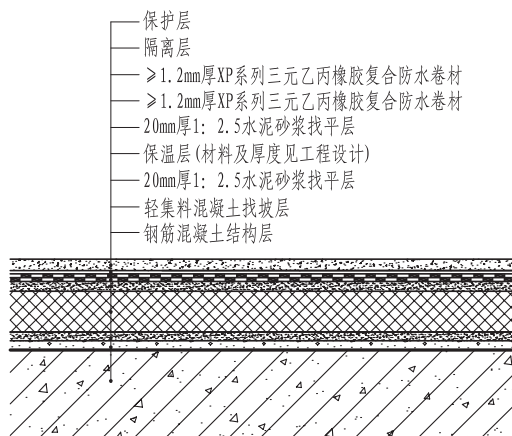 保护层
隔离层
≥1.2mm厚XP系列三元乙丙橡胶复合防水卷材
≥1.2mm厚XP系列三元乙丙橡胶复合防水卷材
20mm厚1: 2.5水泥砂浆找平层
保温层(材料及厚度见工程设计)
20mm厚1: 2.5水泥砂浆找平层
轻集料混凝土找坡层
钢筋混凝土结构层